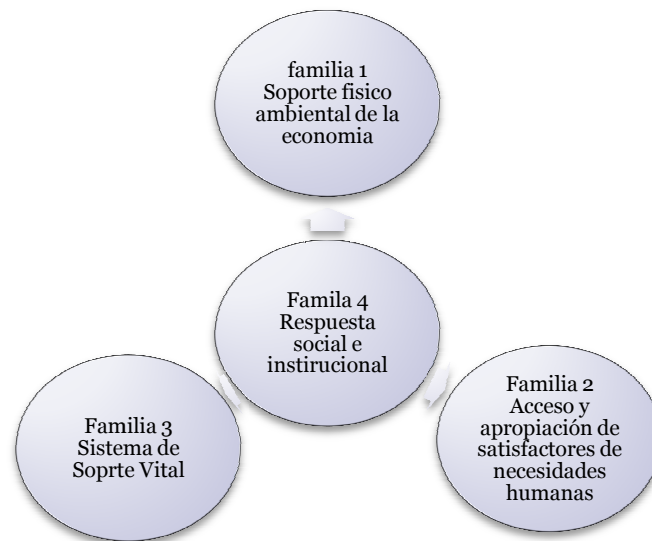 familia 1
Soporte fisico
ambiental de la
economia
Famila 4
Respuesta
social e
instirucional
Familia 3
Sistema de
Soprte Vital
Familia 2
Acceso y
apropiación de
satisfactores de
necesidades
humanas